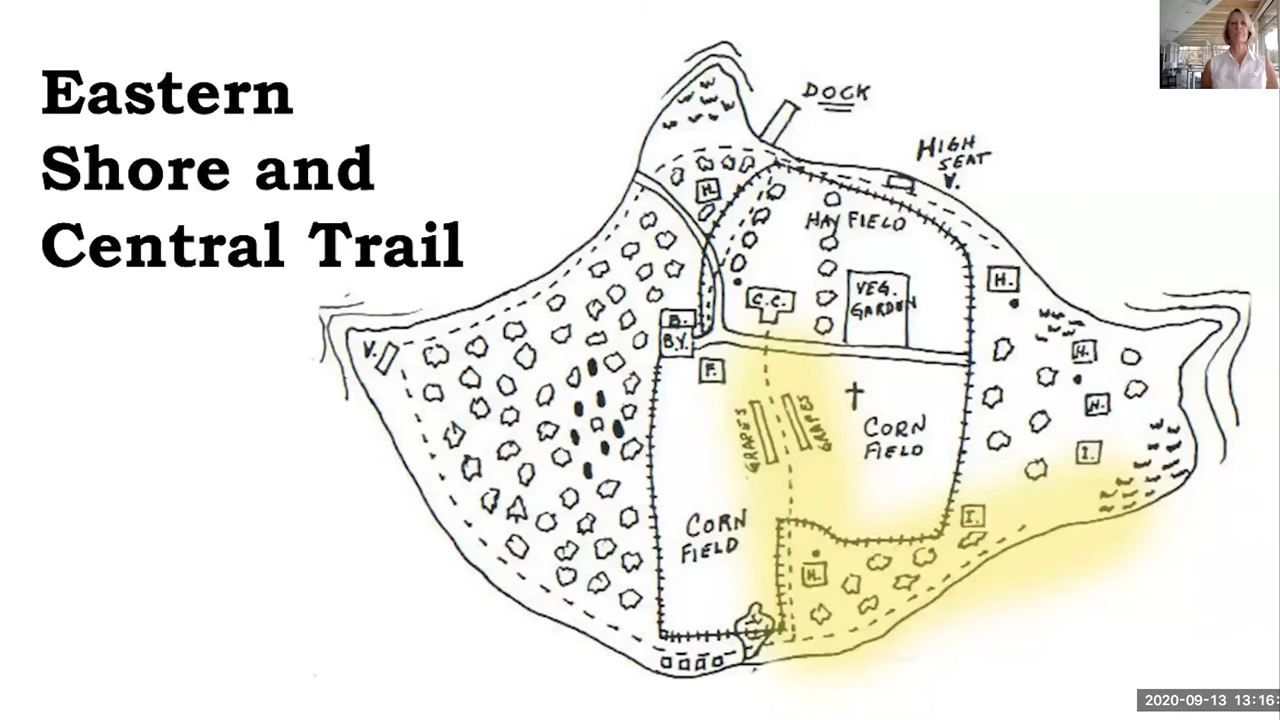 Eastern
Shore and
Central Trail
DOCK
HIGH
SEAT
V.
H.
HAY FIELD
H.
C.C.
VEG.
GARDEN
B.
B.Y.
V.
F.
H.
H.
GRAPES
GRAPES
CORN
FIELD
I.
I.
CORN
FIELD
H.
2020-09-13 13:16: